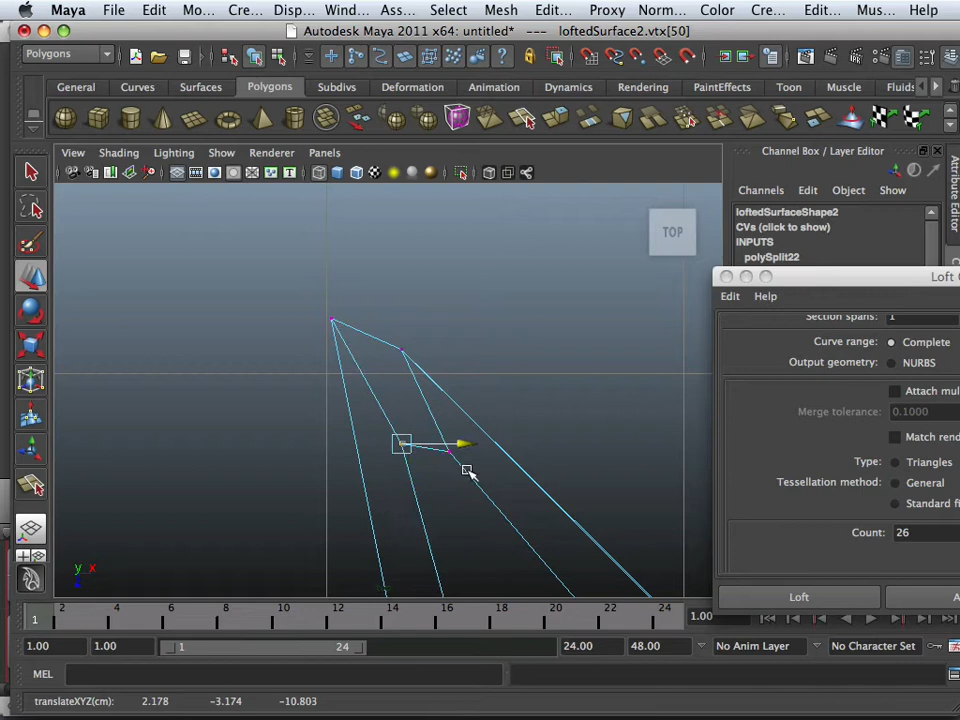 Maya File Edit Mo... Cre... Disp... Wind... Ass... Select Mesh Edit... Proxy Norm... Color Crea... Edit... Mus... Help
Autodesk Maya 2011 x64: untitled* --- loftedSurface2.vtx[50]
Polygons
General Curves Surfaces Polygons Subdivs Deformation Animation Dynamics Rendering PaintEffects Toon Muscle Fluids
View Shading Lighting Show Renderer Panels
Channel Box / Layer Editor
Channels Edit Object Show
Attribute Editor
loftedSurfaceShape2
CVs (click to show)
INPUTS
polySplit22
TOP
Loft
Edit Help
Section spans: 1
Curve range: Complete
Output geometry: NURBS
Attach mul
Merge tolerance: 0.1000
Match rend
Type: Triangles
Tessellation method: General
Standard fi
Count: 26
Loft A
y x
z
2 4 6 8 10 12 14 16 18 20 22 24
1 1.00
1.00 1.00 1 24 24.00 48.00 No Anim Layer No Character Set
MEL
translateXYZ(cm): 2.178 -3.174 -10.803